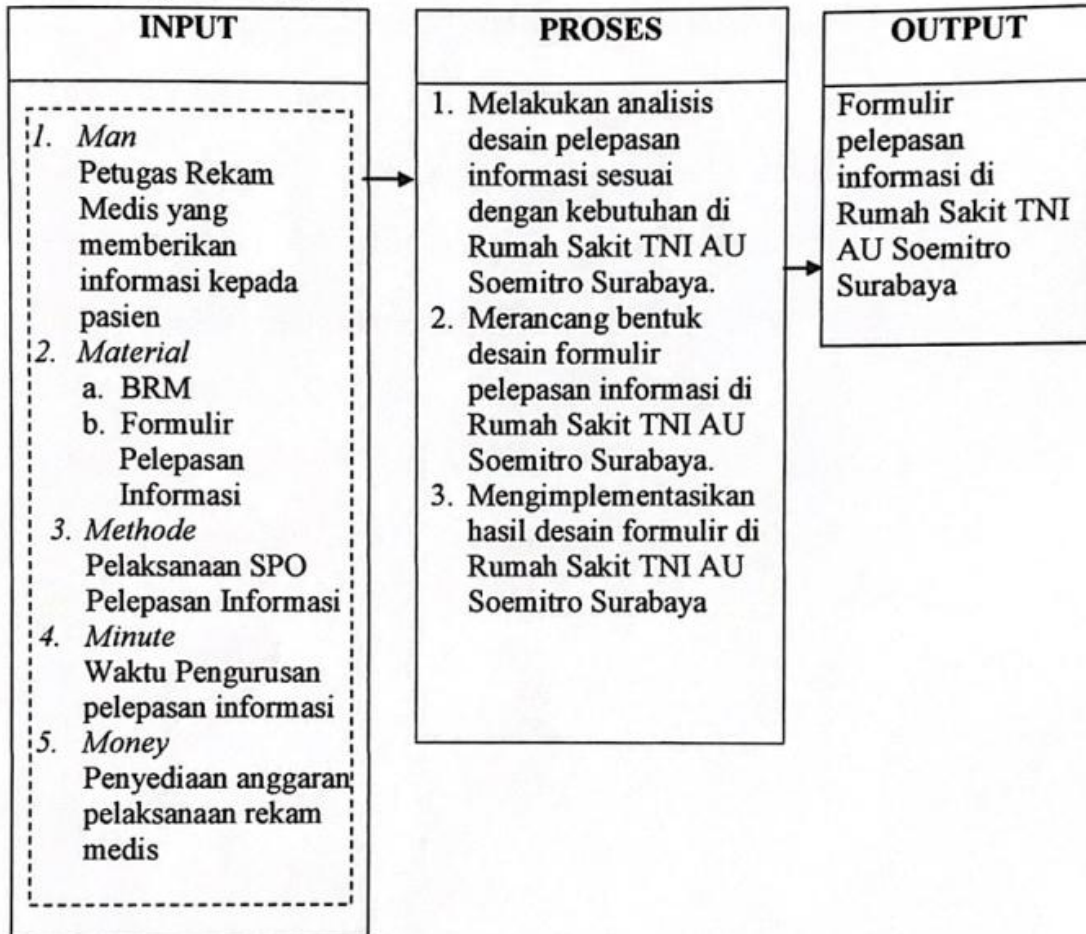 INPUT
1. Man
Petugas Rekam
Medis yang
memberikan
informasi kepada
pasien
2. Material
a. BRM
b. Formulir
Pelepasan
Informasi
3. Methode
Pelaksanaan SPO
Pelepasan Informasi
4. Minute
Waktu Pengurusan
pelepasan informasi
5. Money
Penyediaan anggaran
pelaksanaan rekam
medis
PROSES
1. Melakukan analisis
desain pelepasan
informasi sesuai
dengan kebutuhan di
Rumah Sakit TNI AU
Soemitro Surabaya.
2. Merancang bentuk
desain formulir
pelepasan informasi di
Rumah Sakit TNI AU
Soemitro Surabaya.
3. Mengimplementasikan
hasil desain formulir di
Rumah Sakit TNI AU
Soemitro Surabaya
OUTPUT
Formulir
pelepasan
informasi di
Rumah Sakit TNI
AU Soemitro
Surabaya